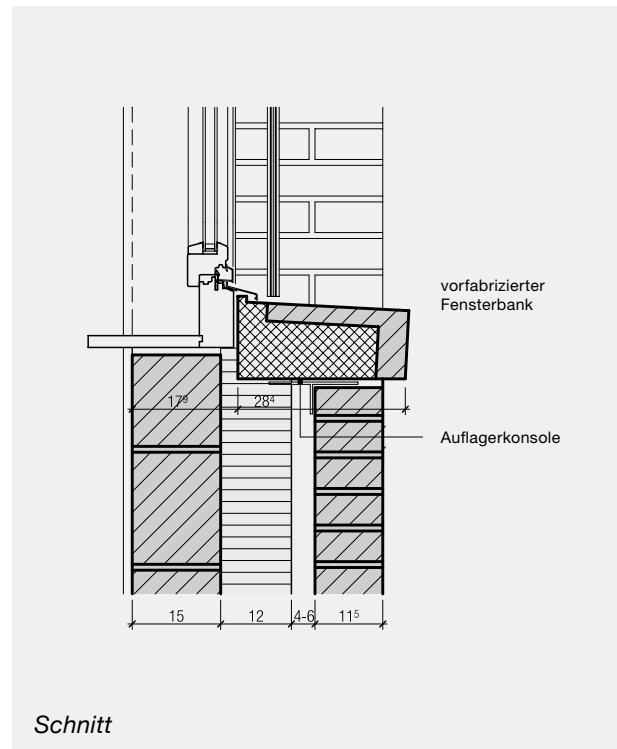 vorfabrizierter
Fensterbank
17⁹ 28⁴
Auflagerkonsole
15 12 4-6 11⁵
Schnitt